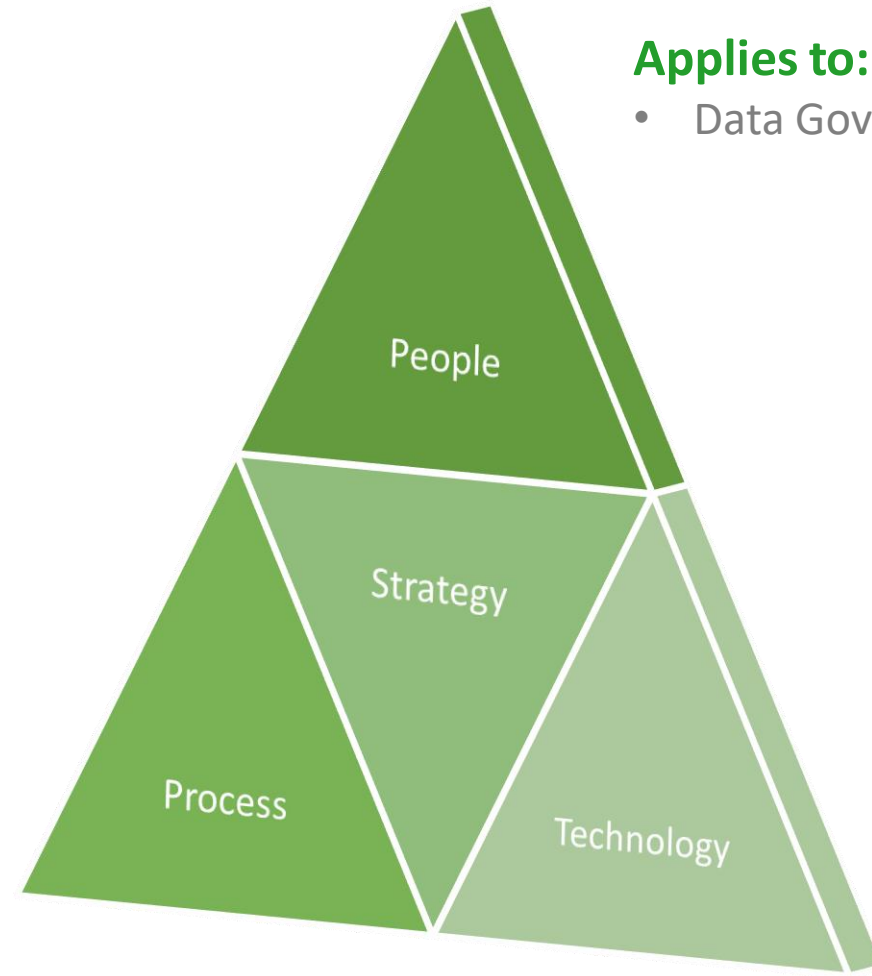 Applies to:
• Data Gov
People
Strategy
Process
Technology